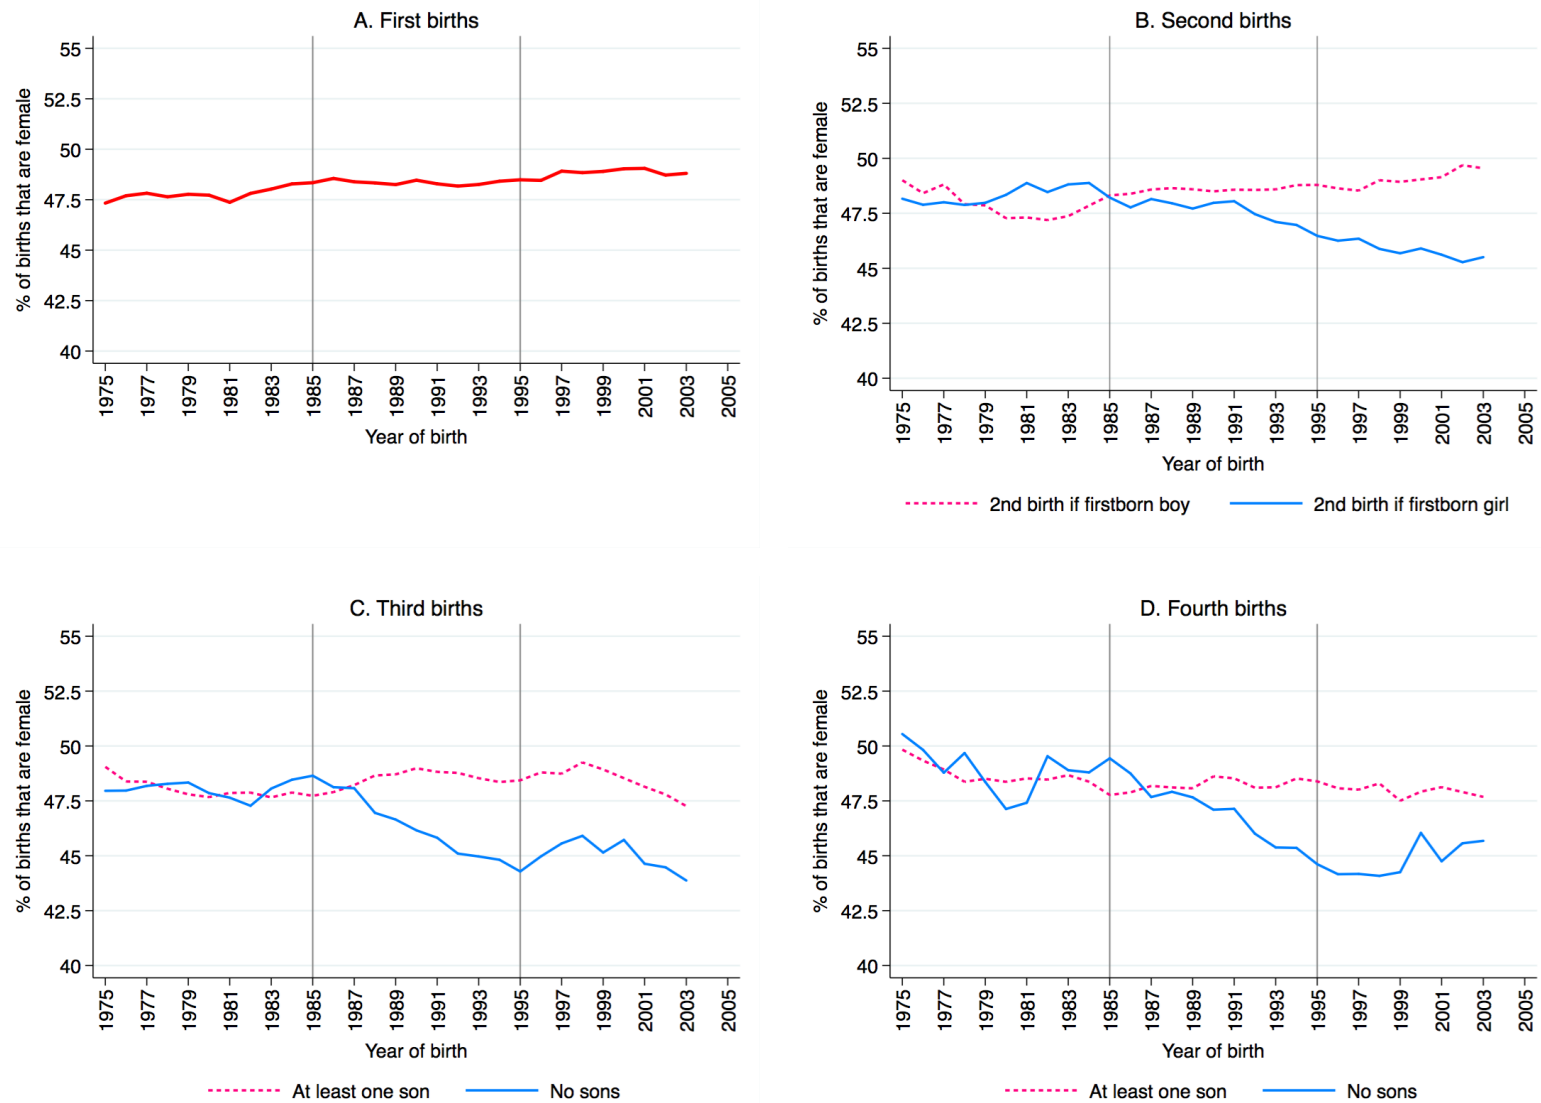 A. First births
% of births that are female
55
52.5
50
47.5
45
42.5
40
1975 1977 1979 1981 1983 1985 1987 1989 1991 1993 1995 1997 1999 2001 2003 2005
Year of birth
B. Second births
% of births that are female
55
52.5
50
47.5
45
42.5
40
1975 1977 1979 1981 1983 1985 1987 1989 1991 1993 1995 1997 1999 2001 2003 2005
Year of birth
2nd birth if firstborn boy 2nd birth if firstborn girl
C. Third births
% of births that are female
55
52.5
50
47.5
45
42.5
40
1975 1977 1979 1981 1983 1985 1987 1989 1991 1993 1995 1997 1999 2001 2003 2005
Year of birth
At least one son No sons
D. Fourth births
% of births that are female
55
52.5
50
47.5
45
42.5
40
1975 1977 1979 1981 1983 1985 1987 1989 1991 1993 1995 1997 1999 2001 2003 2005
Year of birth
At least one son No sons